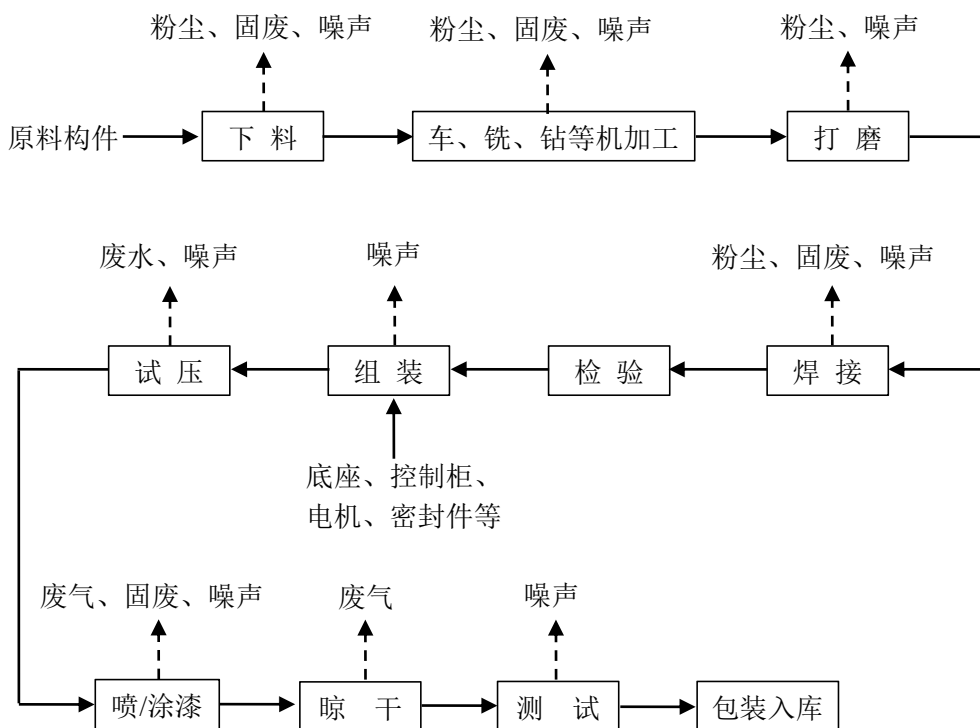 粉尘、固废、噪声
粉尘、固废、噪声
粉尘、噪声
原料构件
下 料
车、铣、钻等机加工
打 磨
废水、噪声
噪声
粉尘、固废、噪声
试 压
组 装
检 验
焊 接
底座、控制柜、
电机、密封件等
废气、固废、噪声
废气
噪声
喷/涂漆
晾 干
测 试
包装入库